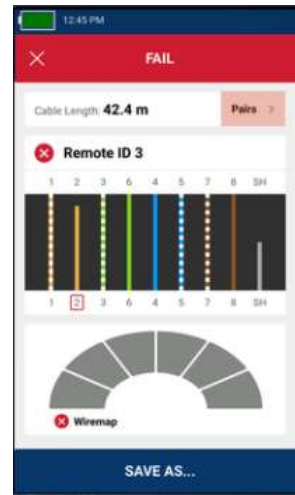 12:45 PM
FAIL
Cable Length: 42.4 m Pairs >
Remote ID 3
1 2 3 6 4 5 7 8 SH
1 2 3 6 4 5 7 8 SH
Wiremap
SAVE AS...